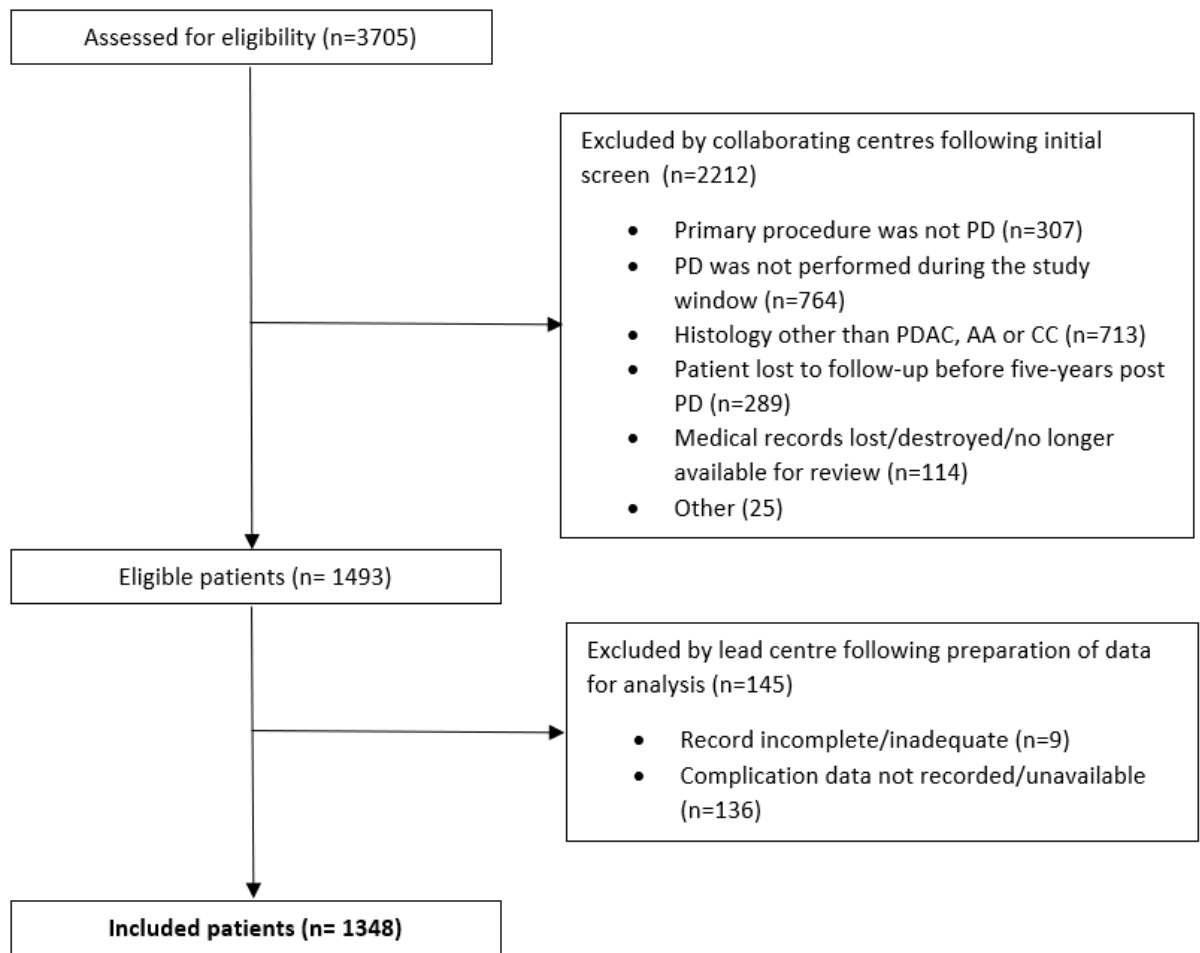 Assessed for eligibility (n=3705)
Excluded by collaborating centres following initial
screen  (n=2212)
• Primary procedure was not PD (n=307)
• PD was not performed during the study
window (n=764)
• Histology other than PDAC, AA or CC (n=713)
• Patient lost to follow-up before five-years post
PD (n=289)
• Medical records lost/destroyed/no longer
available for review (n=114)
• Other (25)
Eligible patients (n= 1493)
Excluded by lead centre following preparation of data
for analysis (n=145)
• Record incomplete/inadequate (n=9)
• Complication data not recorded/unavailable
(n=136)
Included patients (n= 1348)